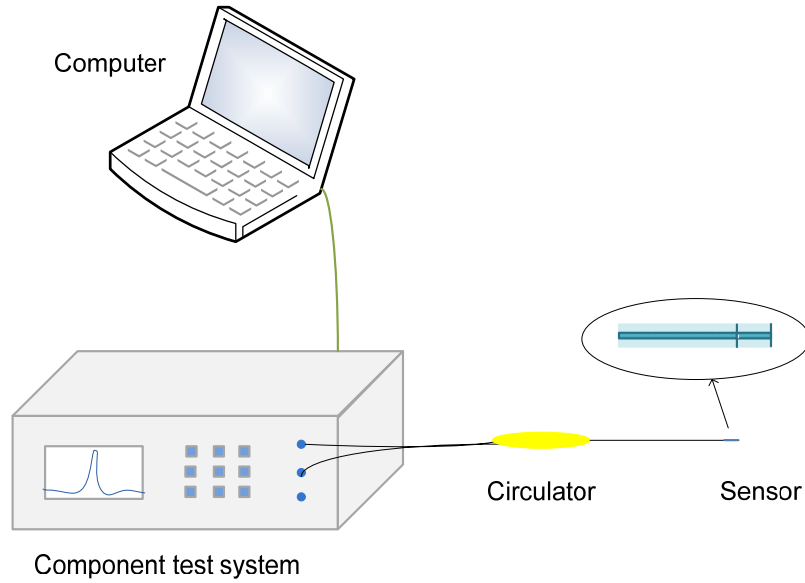 Computer
Circulator
Sensor
Component test system